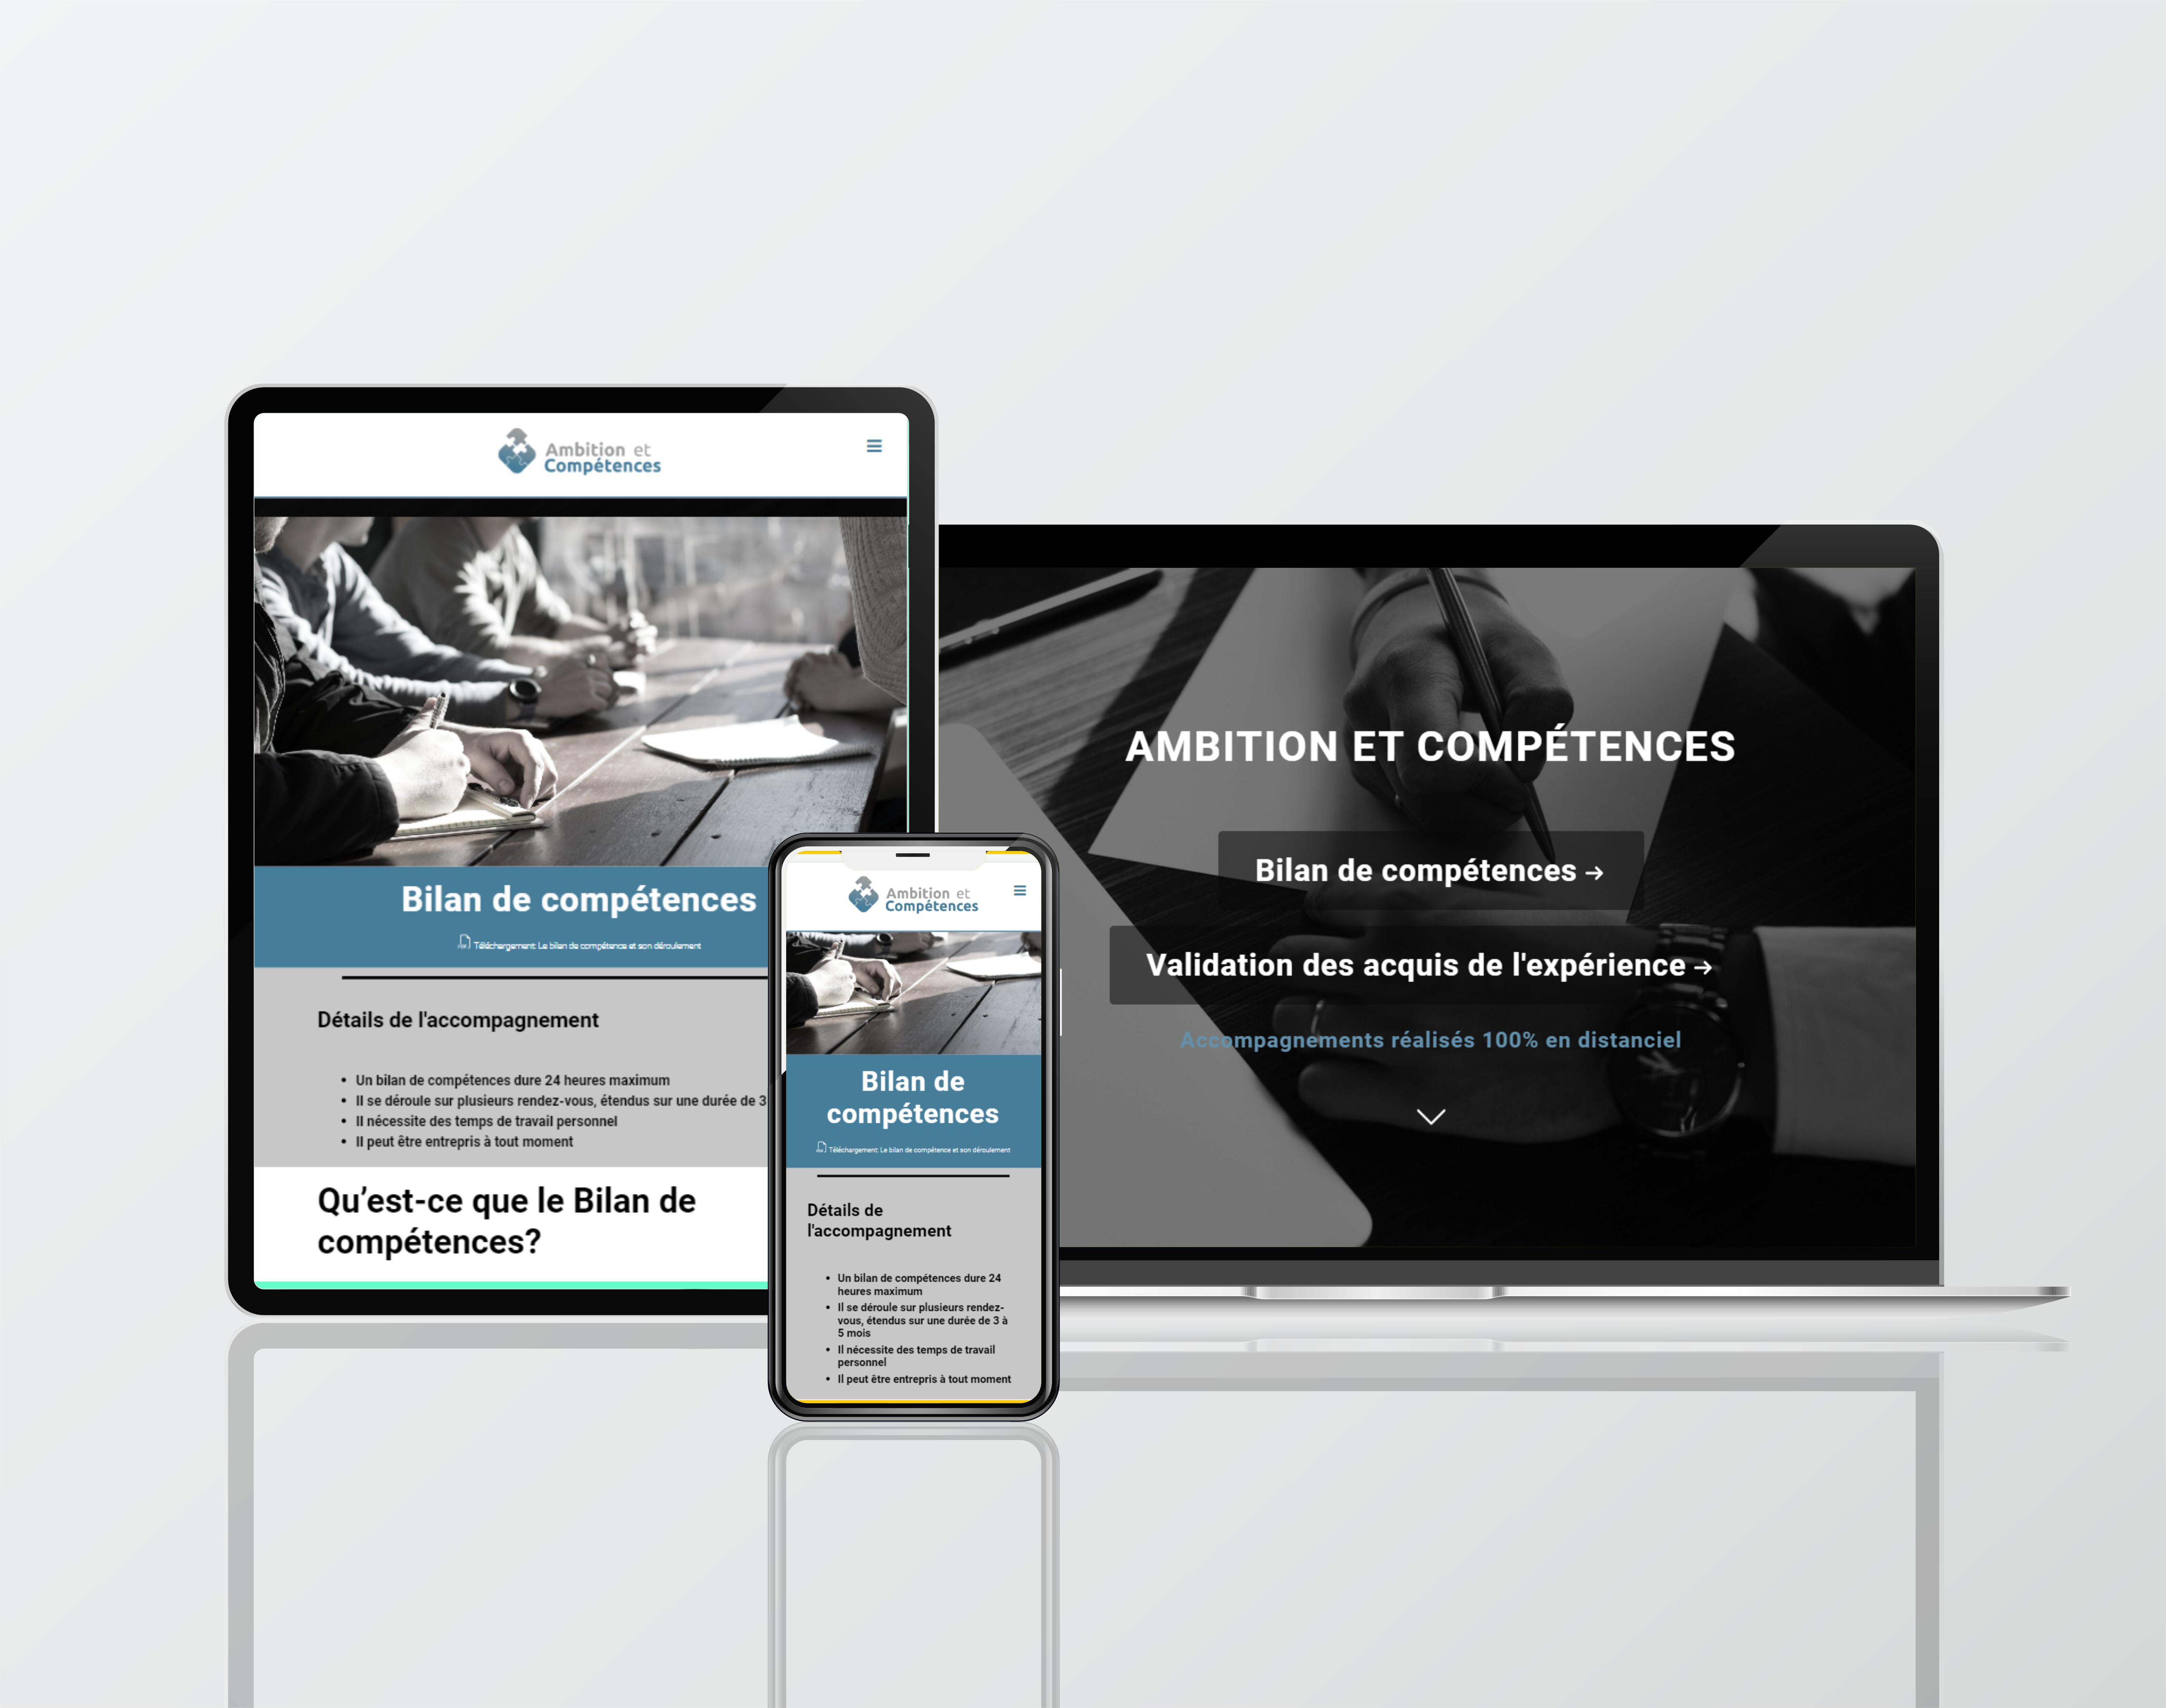 Ambition et
Compétences
Bilan de compétences
PDF
Téléchargement: Le bilan de compétence et son déroulement
Détails de l'accompagnement
• Un bilan de compétences dure 24 heures maximum
• Il se déroule sur plusieurs rendez-vous, étendus sur une durée de 3
• Il nécessite des temps de travail personnel
• Il peut être entrepris à tout moment
Qu’est-ce que le Bilan de
compétences?
Ambition et
Compétences
Bilan de
compétences
PDF
Téléchargement: Le bilan de compétence et son déroulement
Détails de
l'accompagnement
• Un bilan de compétences dure 24
heures maximum
• Il se déroule sur plusieurs rendez-
vous, étendus sur une durée de 3 à
5 mois
• Il nécessite des temps de travail
personnel
• Il peut être entrepris à tout moment
AMBITION ET COMPÉTENCES
Bilan de compétences →
Validation des acquis de l'expérience →
Accompagnements réalisés 100% en distanciel